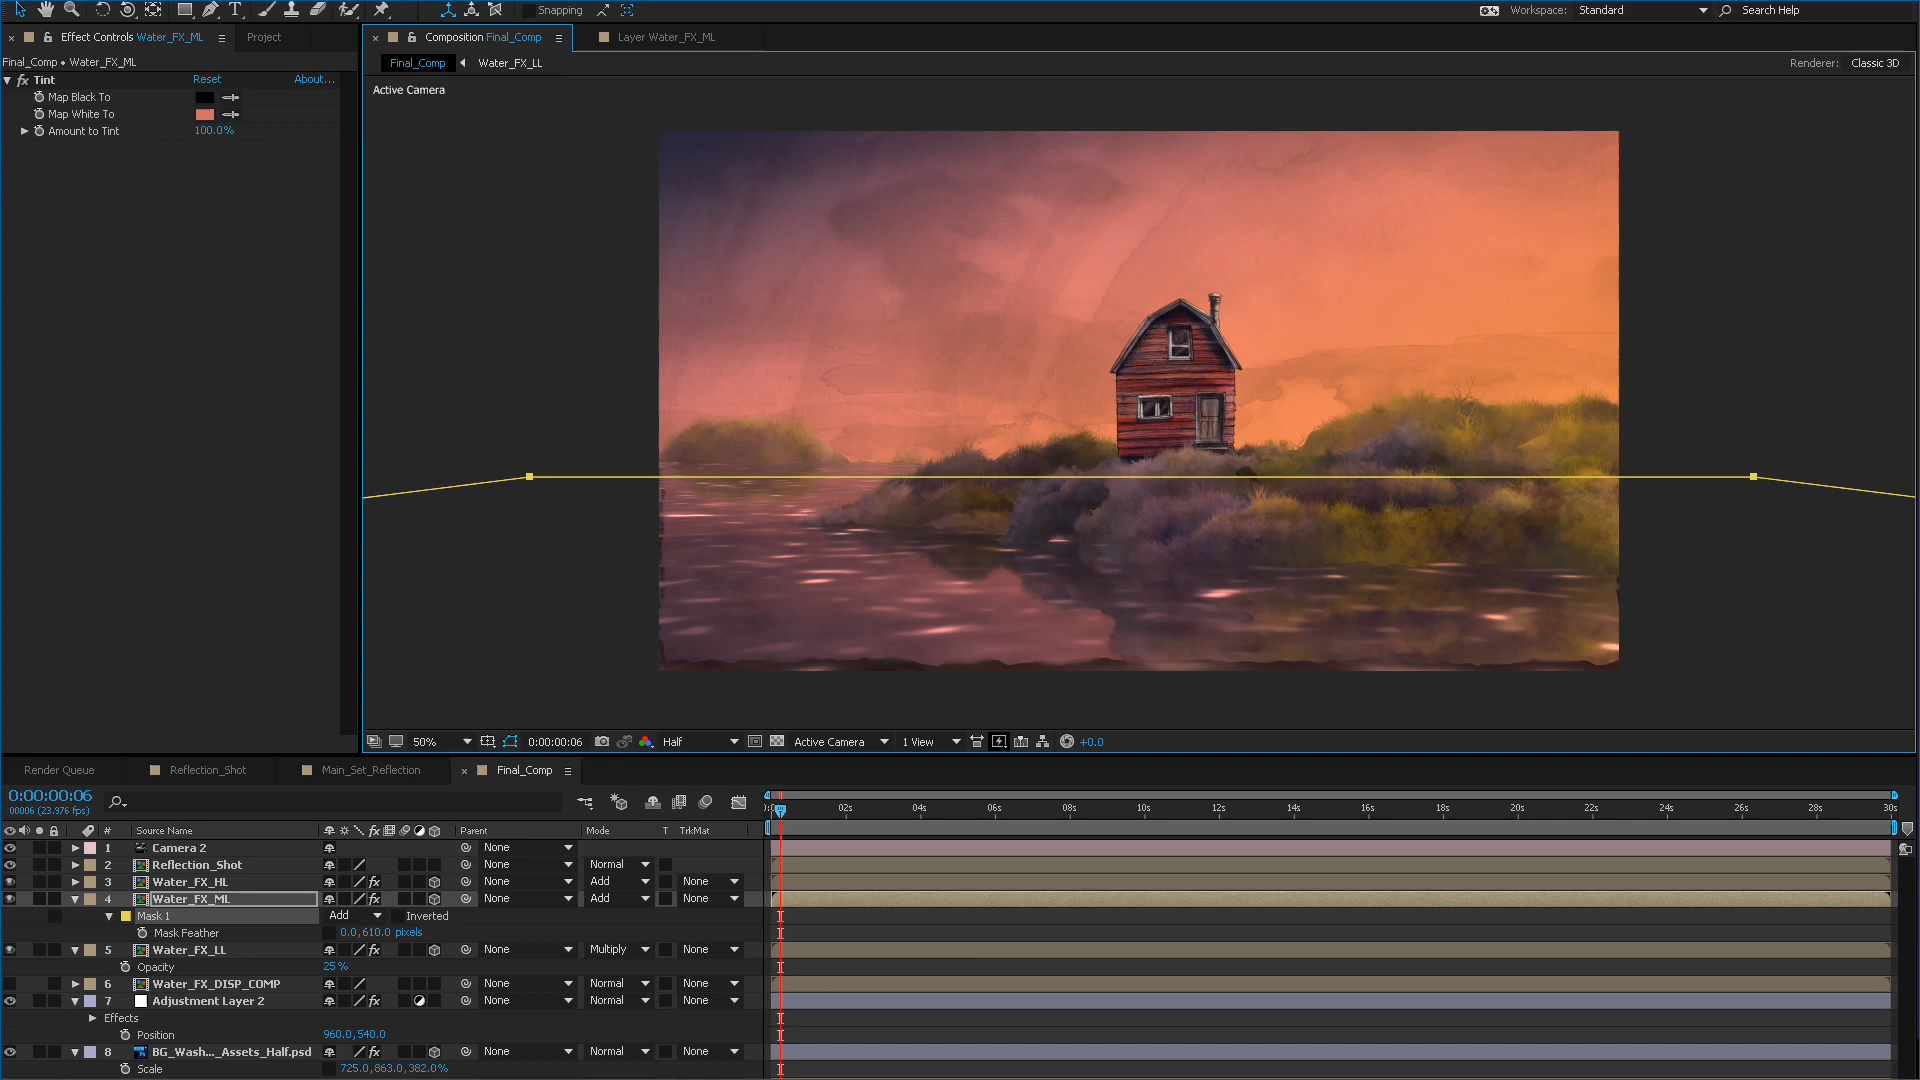 Snapping
Workspace: Standard
Search Help
Effect Controls Water_FX_ML
Project
Composition Final_Comp
Layer Water_FX_ML
Final_Comp • Water_FX_ML
Final_Comp
Water_FX_LL
Renderer: Classic 3D
fx Tint Reset About...
Map Black To
Map White To
Amount to Tint 100.0%
Active Camera
50%
0:00:00:06
Half
Active Camera
1 View
+0.0
Render Queue
Reflection_Shot
Main_Set_Reflection
Final_Comp
0:00:00:06
00006 (23.976 fps)
02s 04s 06s 08s 10s 12s 14s 16s 18s 20s 22s 24s 26s 28s 30s
# Source Name fx Parent Mode T TrkMat
1 Camera 2 None
2 Reflection_Shot None Normal
3 Water_FX_HL fx None Add None
4 Water_FX_ML fx None Add None
Mask 1 Add Inverted
Mask Feather 0.0,610.0 pixels
5 Water_FX_LL fx None Multiply None
Opacity 25%
6 Water_FX_DISP_COMP None Normal None
7 Adjustment Layer 2 fx None Normal None
Effects
Position 960.0,540.0
8 BG_Wash..._Assets_Half.psd fx None Normal None
Scale 725.0,863.0,382.0%